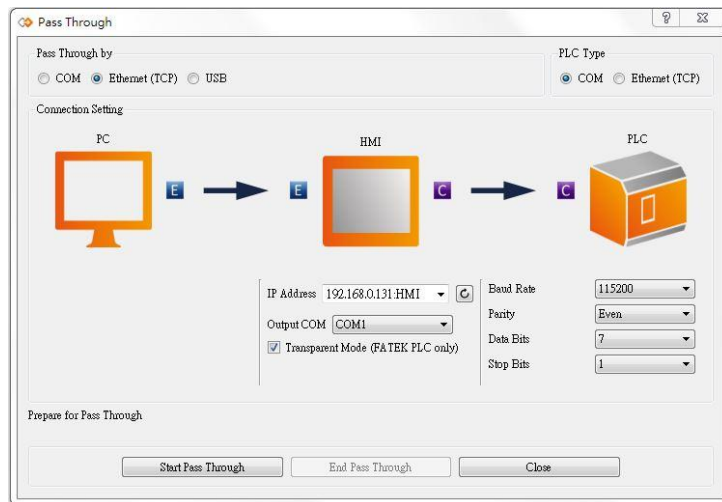 Pass Through
Pass Through by
COM Ethernet (TCP) USB
PLC Type
COM Ethernet (TCP)
Connection Setting
PC
HMI
PLC
E
E
C
C
IP Address 192.168.0.131:HMI
Output COM COM1
Transparent Mode (FATEK PLC only)
Baud Rate 115200
Parity Even
Data Bits 7
Stop Bits 1
Prepare for Pass Through
Start Pass Through End Pass Through Close